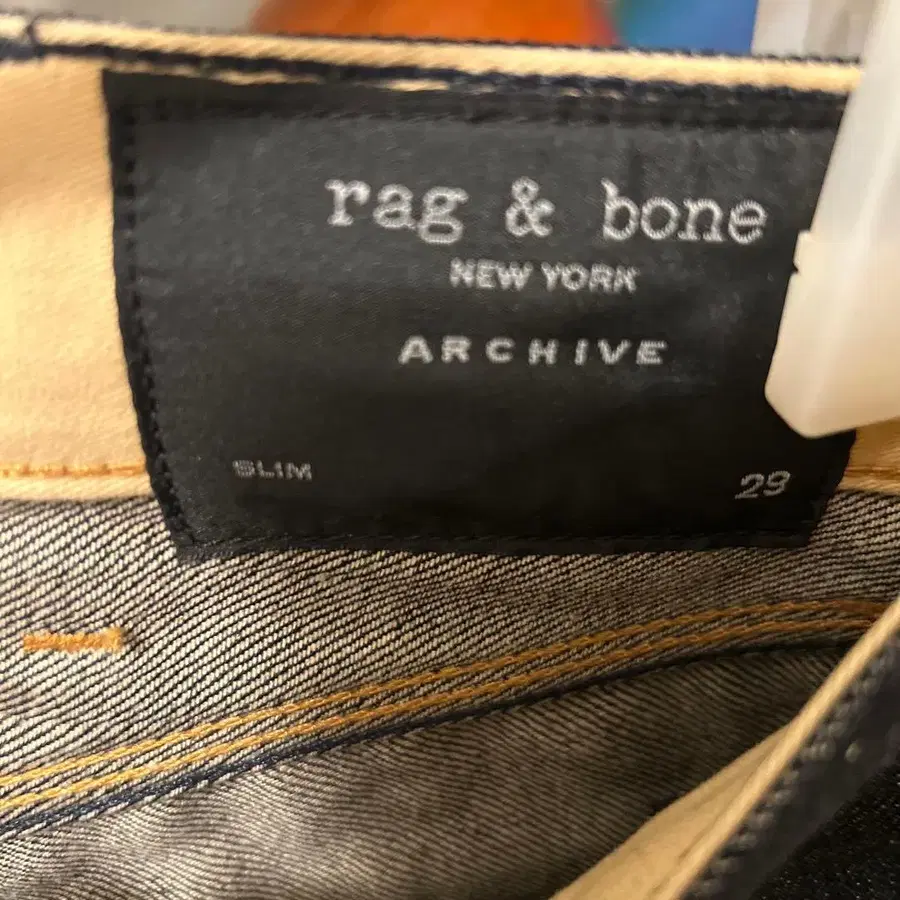 rag & bone
NEW YORK
ARCHIVE
SLIM 29